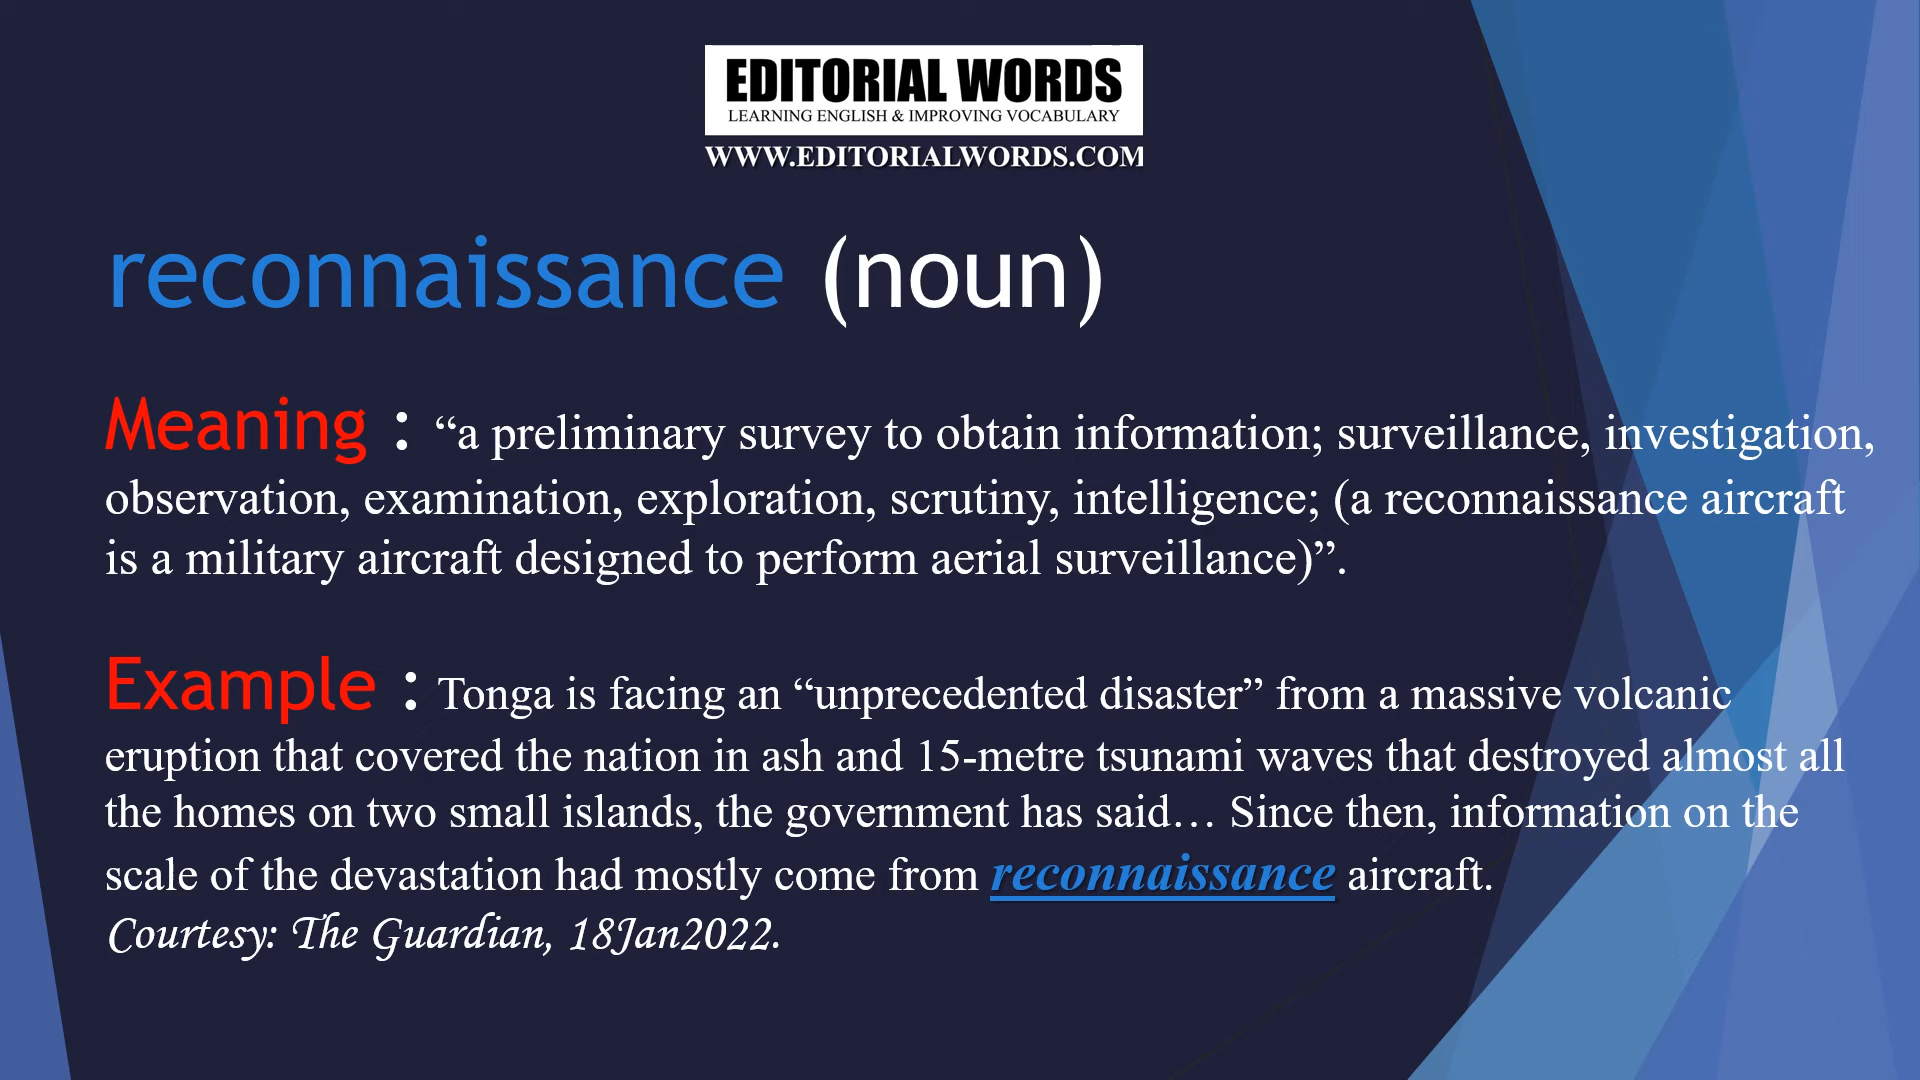 EDITORIAL WORDS
LEARNING ENGLISH & IMPROVING VOCABULARY
WWW.EDITORIALWORDS.COM
reconnaissance (noun)
Meaning : “a preliminary survey to obtain information; surveillance, investigation,
observation, examination, exploration, scrutiny, intelligence; (a reconnaissance aircraft
is a military aircraft designed to perform aerial surveillance)”.
Example : Tonga is facing an “unprecedented disaster” from a massive volcanic
eruption that covered the nation in ash and 15-metre tsunami waves that destroyed almost all
the homes on two small islands, the government has said… Since then, information on the
scale of the devastation had mostly come from reconnaissance aircraft.
Courtesy: The Guardian, 18Jan2022.